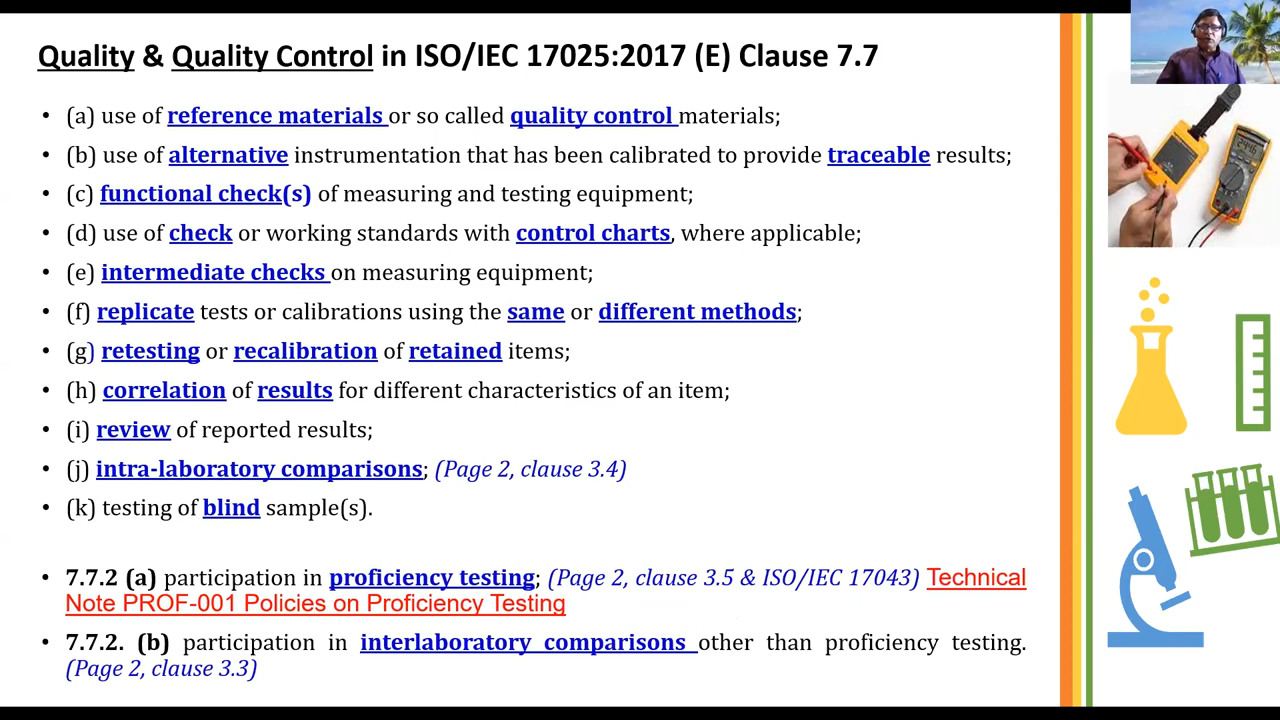 Quality & Quality Control in ISO/IEC 17025:2017 (E) Clause 7.7
• (a) use of reference materials or so called quality control materials;
• (b) use of alternative instrumentation that has been calibrated to provide traceable results;
• (c) functional check(s) of measuring and testing equipment;
• (d) use of check or working standards with control charts, where applicable;
• (e) intermediate checks on measuring equipment;
• (f) replicate tests or calibrations using the same or different methods;
• (g) retesting or recalibration of retained items;
• (h) correlation of results for different characteristics of an item;
• (i) review of reported results;
• (j) intra-laboratory comparisons; (Page 2, clause 3.4)
• (k) testing of blind sample(s).
• 7.7.2 (a) participation in proficiency testing; (Page 2, clause 3.5 & ISO/IEC 17043) Technical
Note PROF-001 Policies on Proficiency Testing
• 7.7.2. (b) participation in interlaboratory comparisons other than proficiency testing.
(Page 2, clause 3.3)